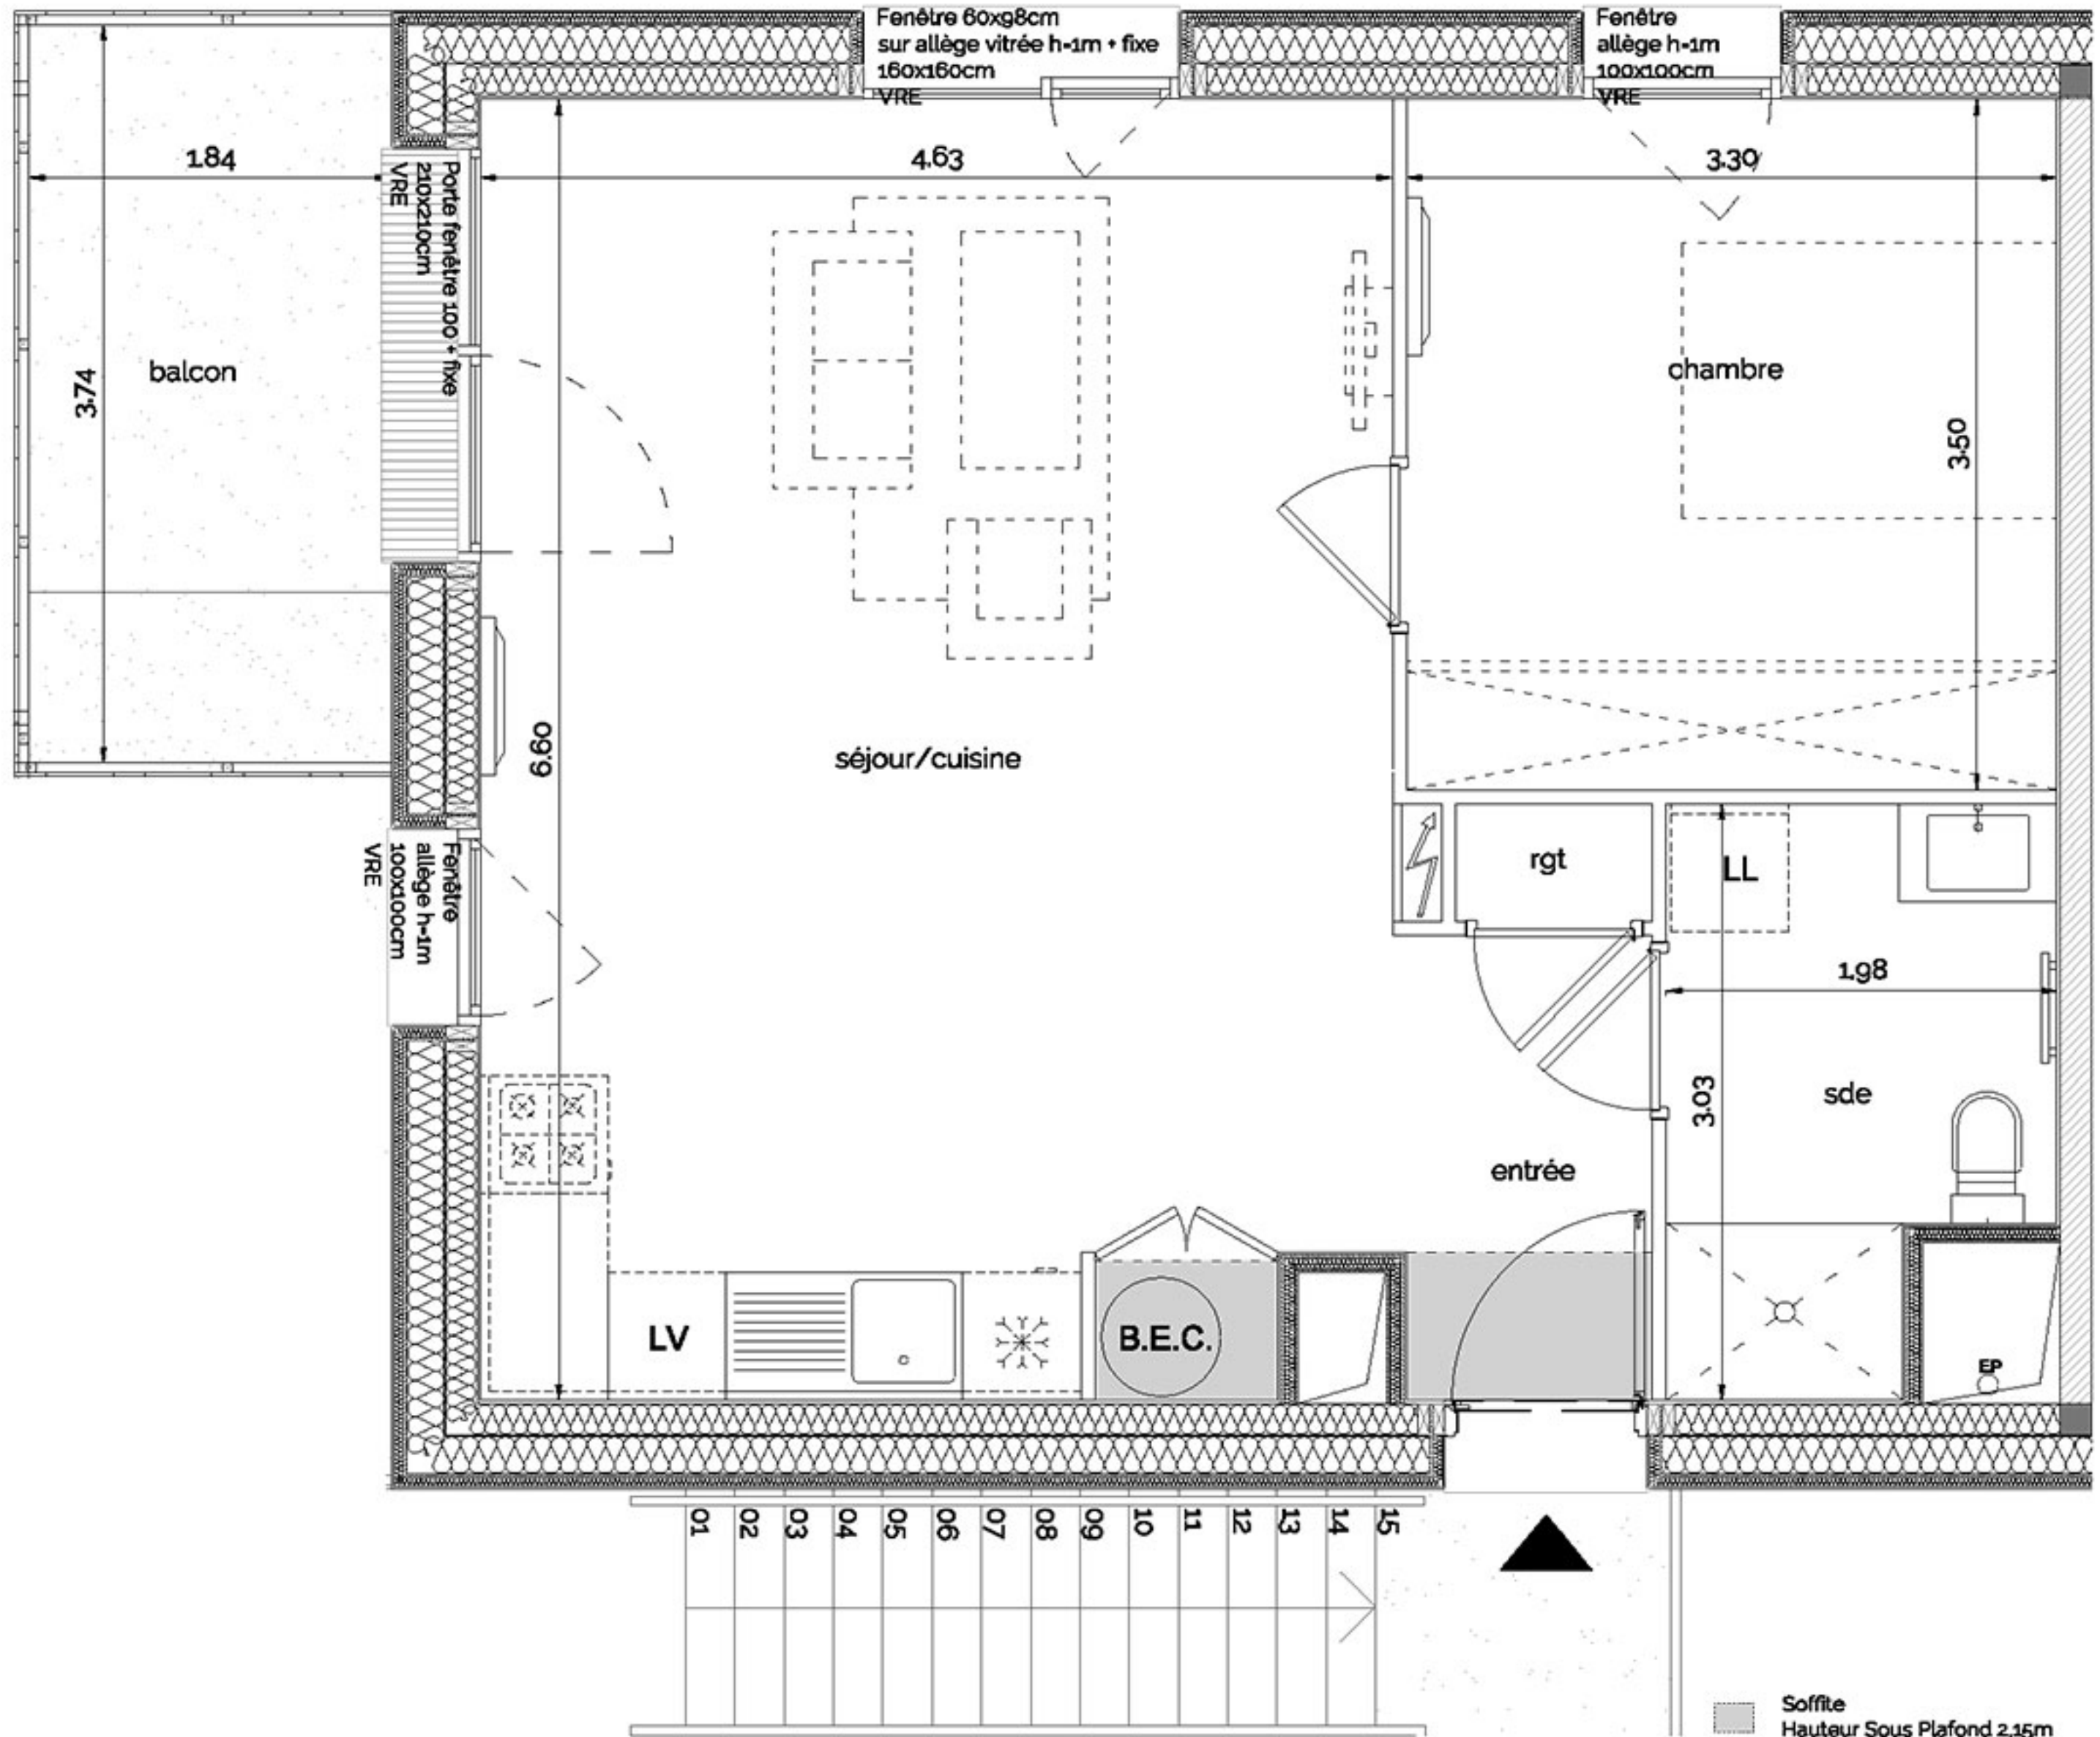 Fenêtre 60x98cm
sur allège vitrée h=1m + fixe
160x160cm
VRE
Fenêtre
allège h=1m
100x100cm
VRE
1.84
4.63
3.30
Porte fenêtre 100 + fixe
210x210cm
VRE
balcon
3.74
chambre
3.50
6.60
séjour/cuisine
Fenêtre
allège h=1m
100x100cm
VRE
rgt
LL
1.98
3.03
sde
entrée
LV
B.E.C.
EP
01 02 03 04 05 06 07 08 09 10 11 12 13 14 15
Soffite
Hauteur Sous Plafond 2,15m